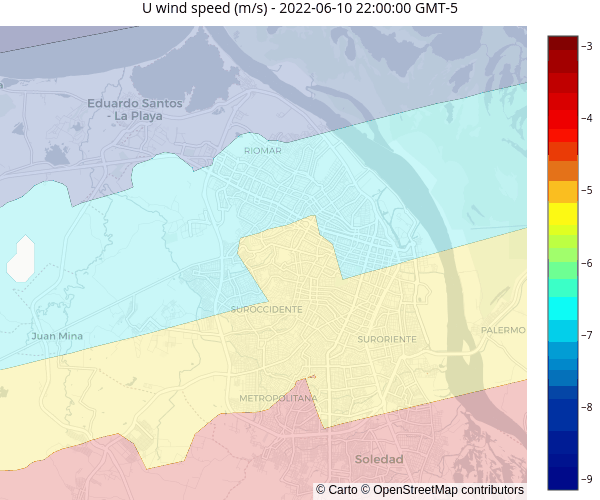 U wind speed (m/s) - 2022-06-10 22:00:00 GMT-5
Eduardo Santos
- La Playa
RIOMAR
SUROCCIDENTE
Juan Mina
SURORIENTE
PALERMO
METROPOLITANA
Soledad
© Carto © OpenStreetMap contributors
−3
−4
−5
−6
−7
−8
−9